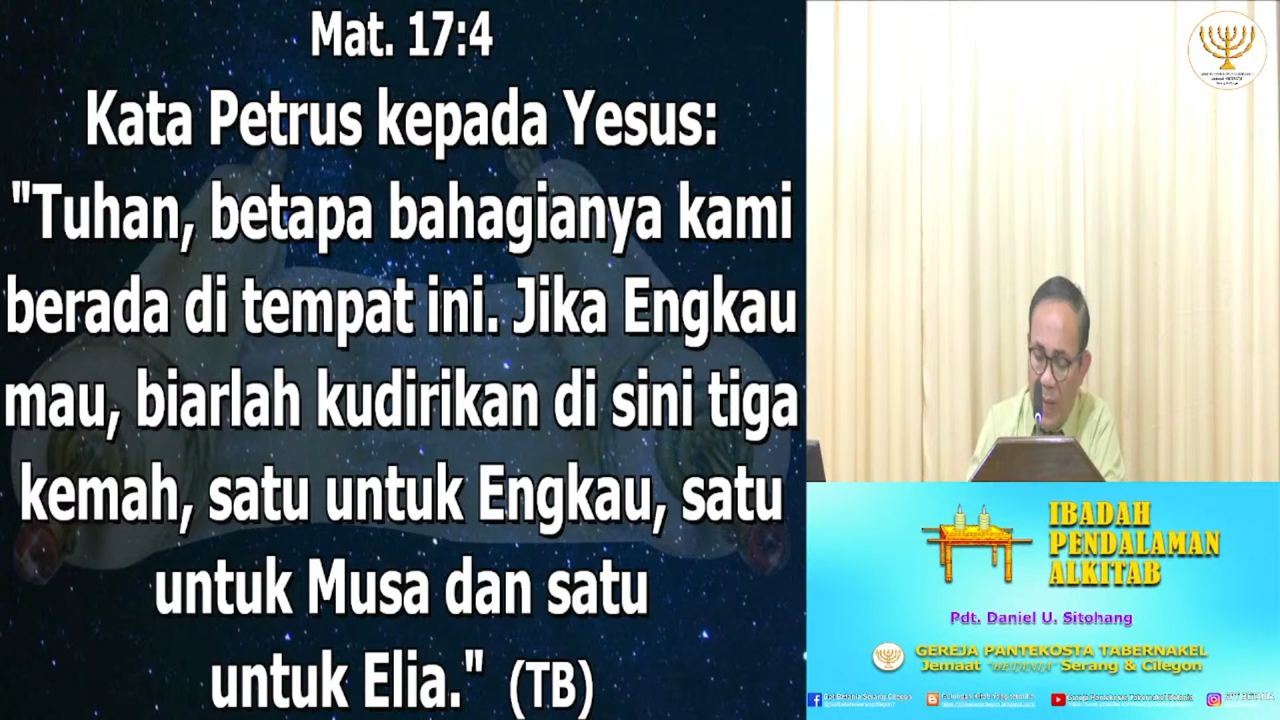 Mat. 17:4
Kata Petrus kepada Yesus:
"Tuhan, betapa bahagianya kami
berada di tempat ini. Jika Engkau
mau, biarlah kudirikan di sini tiga
kemah, satu untuk Engkau, satu
untuk Musa dan satu
untuk Elia." (TB)
IBADAH
PENDALAMAN
ALKITAB
Pdt. Daniel U. Sitohang
GEREJA PANTEKOSTA TABERNAKEL
Jemaat "BETANIA" Serang & Cilegon